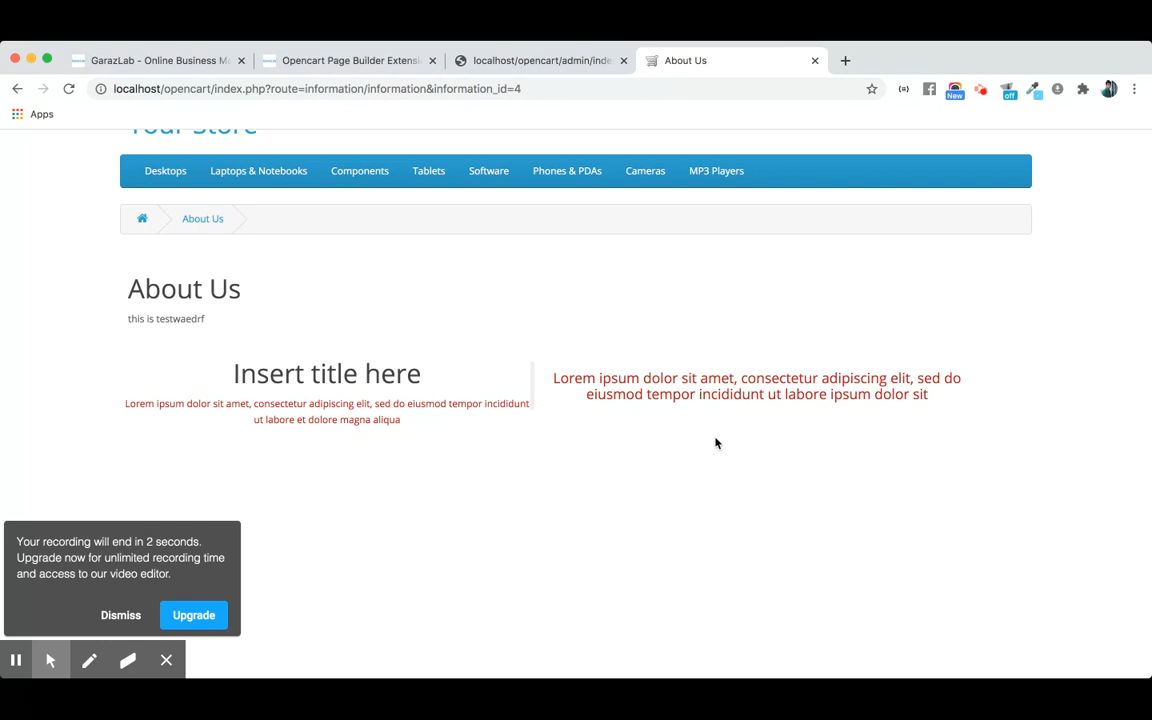 GarazLab - Online Business M
Opencart Page Builder Extensi
localhost/opencart/admin/inde
About Us
localhost/opencart/index.php?route=information/information&information_id=4
New
off
Apps
Your Store
Desktops
Laptops & Notebooks
Components
Tablets
Software
Phones & PDAs
Cameras
MP3 Players
About Us
About Us
this is testwaedrf
Insert title here
Lorem ipsum dolor sit amet, consectetur adipiscing elit, sed do eiusmod tempor incididunt
ut labore et dolore magna aliqua
Lorem ipsum dolor sit amet, consectetur adipiscing elit, sed do
eiusmod tempor incididunt ut labore ipsum dolor sit
Your recording will end in 2 seconds.
Upgrade now for unlimited recording time
and access to our video editor.
Dismiss
Upgrade